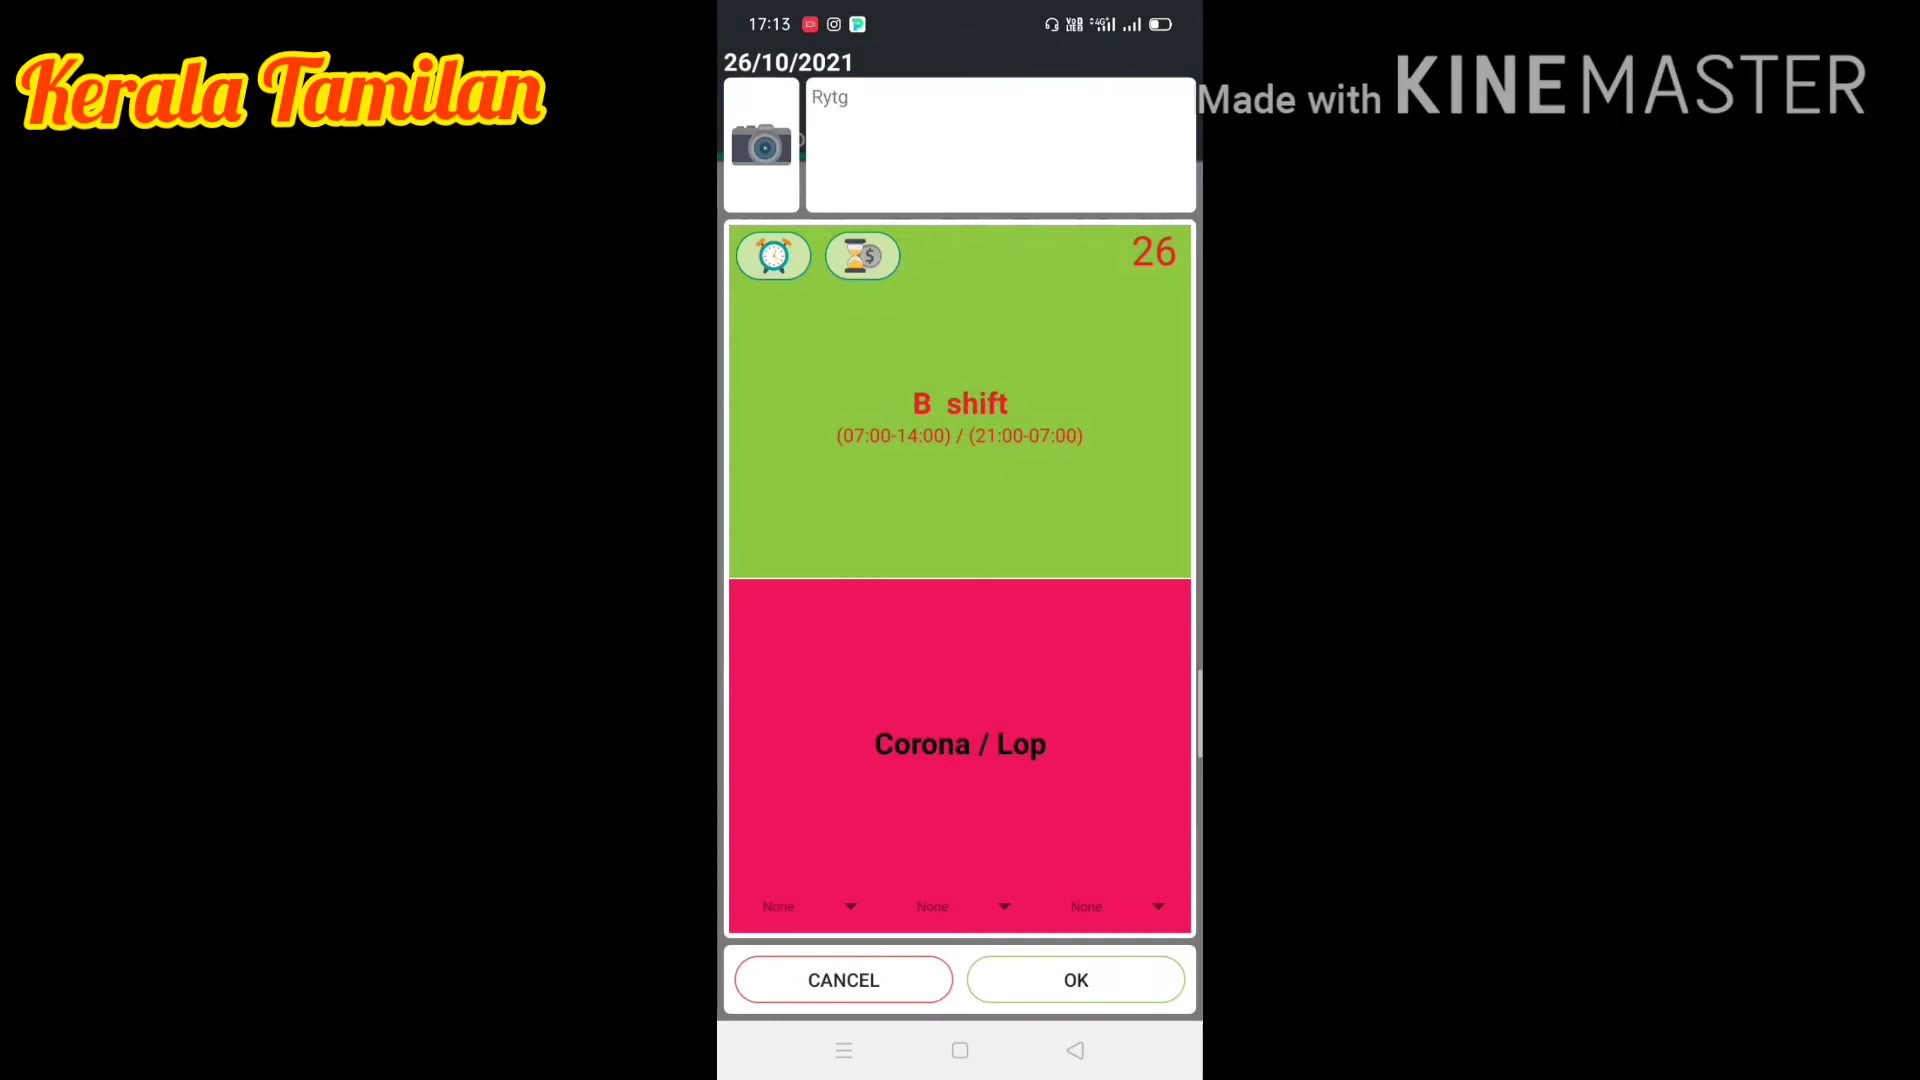 Kerala Tamilan
Made with KINEMASTER
17:13
26/10/2021
Rytg
26
B shift
(07:00-14:00) / (21:00-07:00)
Corona / Lop
None None None
CANCEL OK